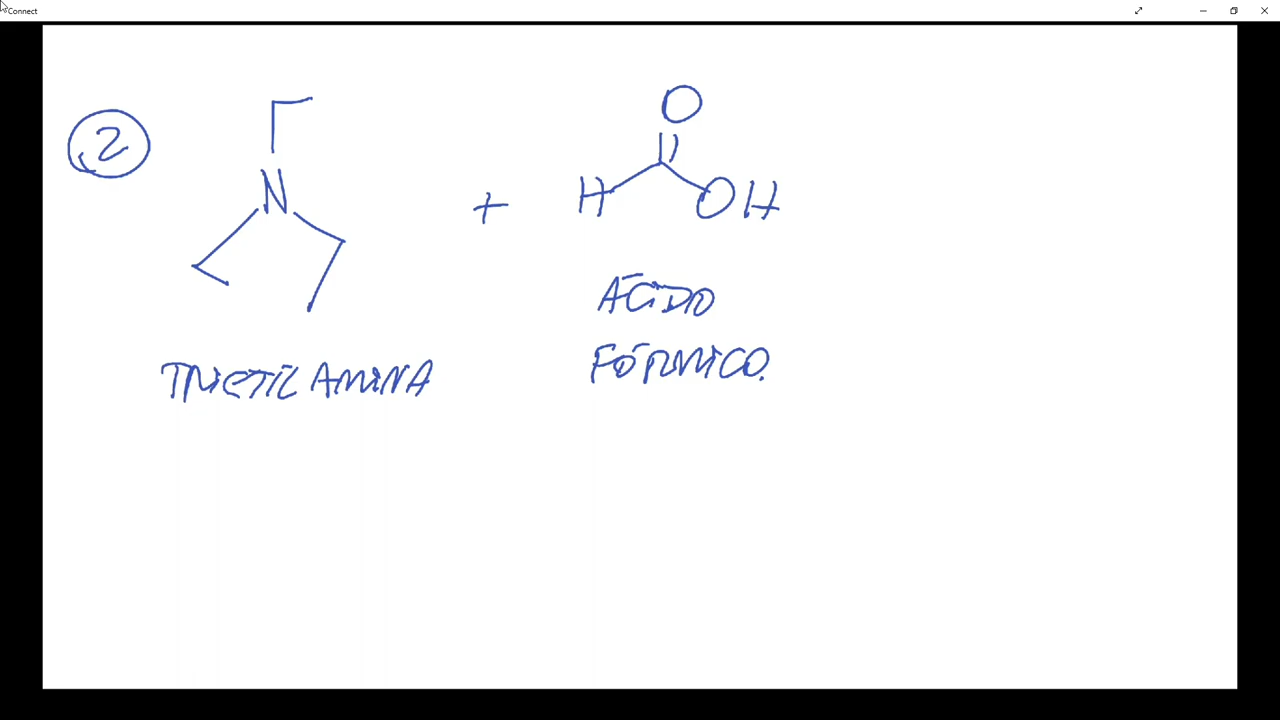 Connect
2
O
N
+
H
OH
ÁCIDO
TRIETILAMINA
FÓRMICO.